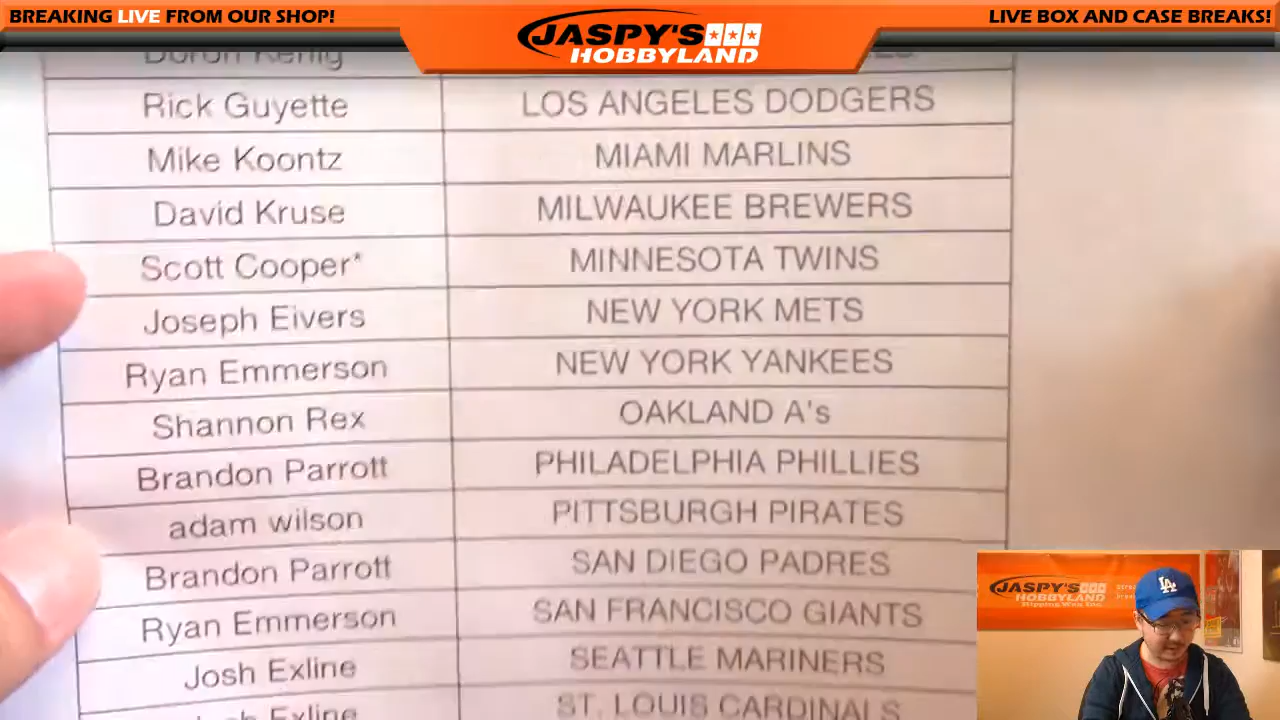 BREAKING LIVE FROM OUR SHOP!
JASPY'S
HOBBYLAND
LIVE BOX AND CASE BREAKS!
Rick Guyette LOS ANGELES DODGERS
Mike Koontz MIAMI MARLINS
David Kruse MILWAUKEE BREWERS
Scott Cooper* MINNESOTA TWINS
Joseph Eivers NEW YORK METS
Ryan Emmerson NEW YORK YANKEES
Shannon Rex OAKLAND A's
Brandon Parrott PHILADELPHIA PHILLIES
adam wilson PITTSBURGH PIRATES
Brandon Parrott SAN DIEGO PADRES
Ryan Emmerson SAN FRANCISCO GIANTS
Josh Exline SEATTLE MARINERS
Josh Exline ST. LOUIS CARDINALS
JASPY'S
HOBBYLAND
LA